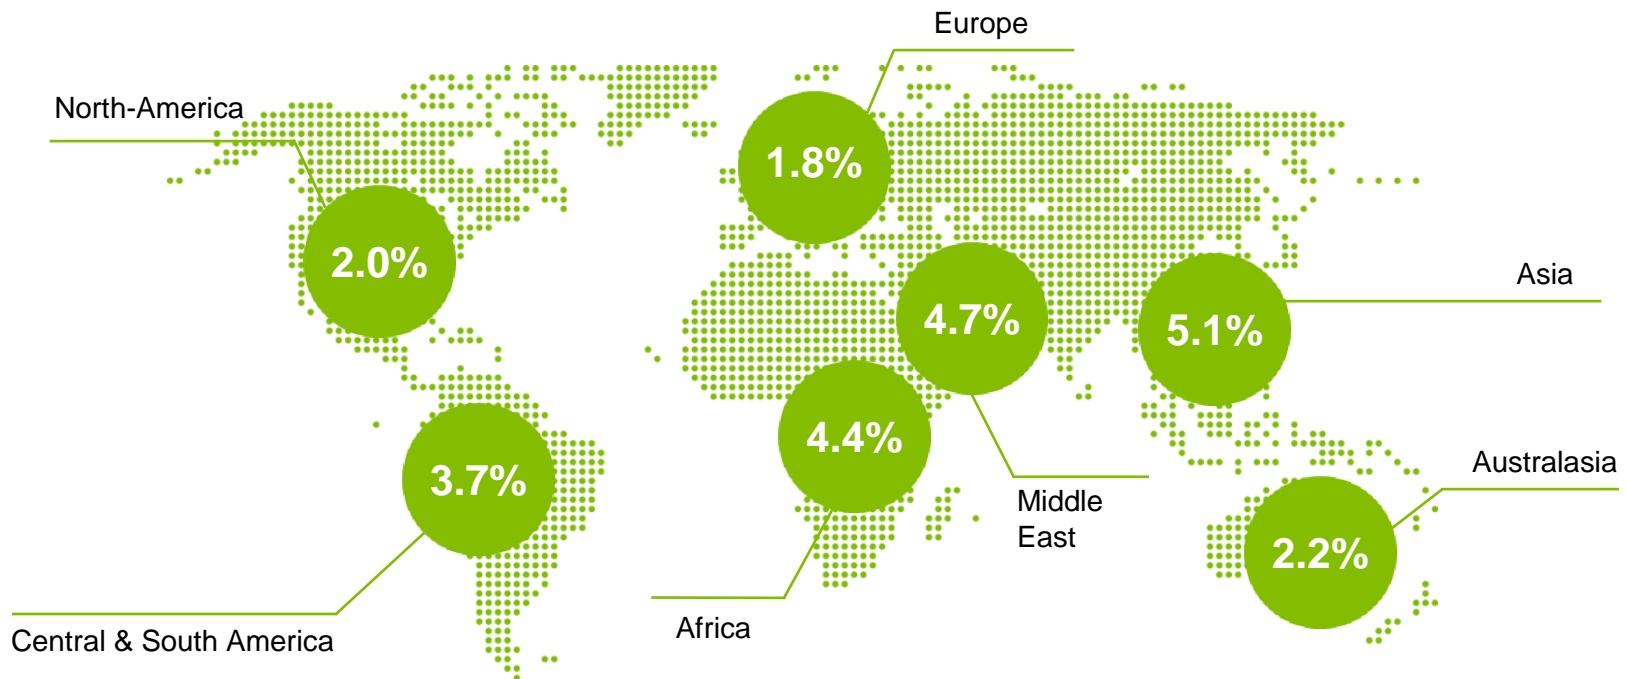 Europe
North-America
1.8%
2.0%
Asia
4.7%
5.1%
4.4%
3.7%
Australasia
Middle
East
2.2%
Africa
Central & South America